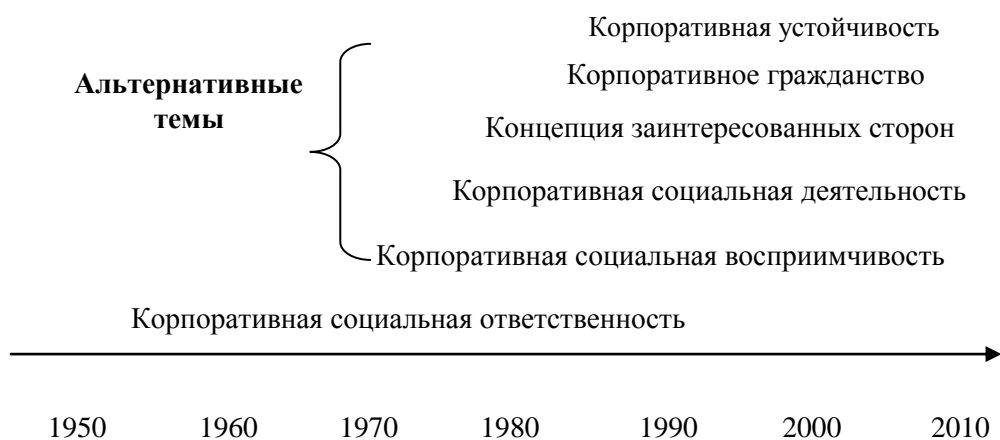 Корпоративная устойчивость
Альтернативные
темы
Корпоративное гражданство
Концепция заинтересованных сторон
Корпоративная социальная деятельность
Корпоративная социальная восприимчивость
Корпоративная социальная ответственность
1950 1960 1970 1980 1990 2000 2010